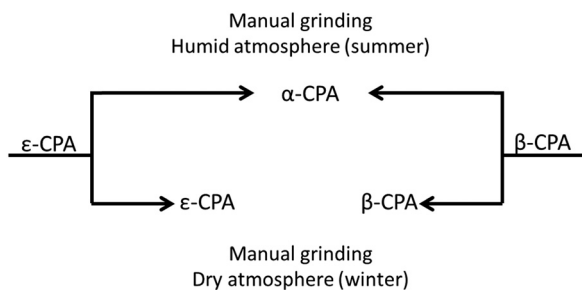 Manual grinding
Humid atmosphere (summer)
α-CPA
ε-CPA
β-CPA
ε-CPA
β-CPA
Manual grinding
Dry atmosphere (winter)